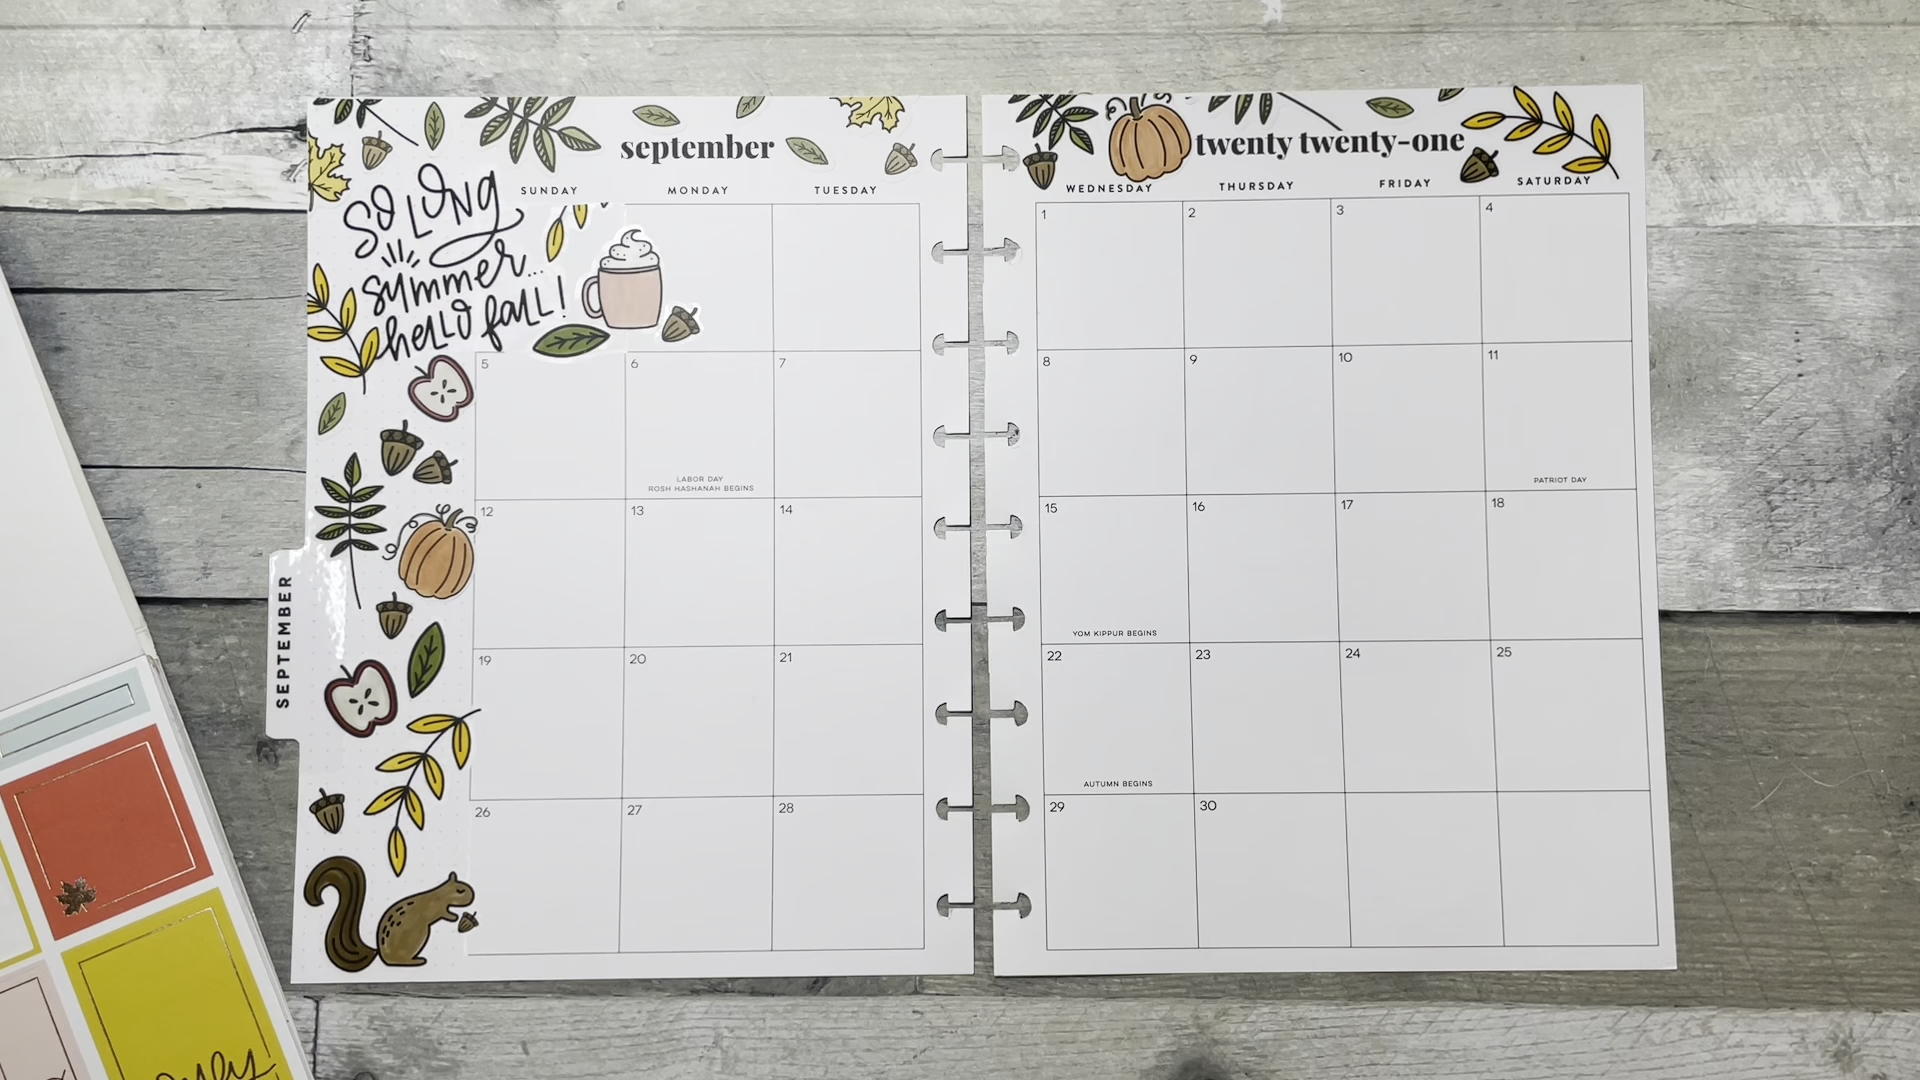 september
twenty twenty-one
SUNDAY
MONDAY
TUESDAY
WEDNESDAY
THURSDAY
FRIDAY
SATURDAY
SO LONG
summer...
hello fall!
1
2
3
4
5
6
LABOR DAY
ROSH HASHANAH BEGINS
7
8
9
10
11
PATRIOT DAY
12
13
14
15
YOM KIPPUR BEGINS
16
17
18
19
20
21
22
AUTUMN BEGINS
23
24
25
26
27
28
29
30
SEPTEMBER